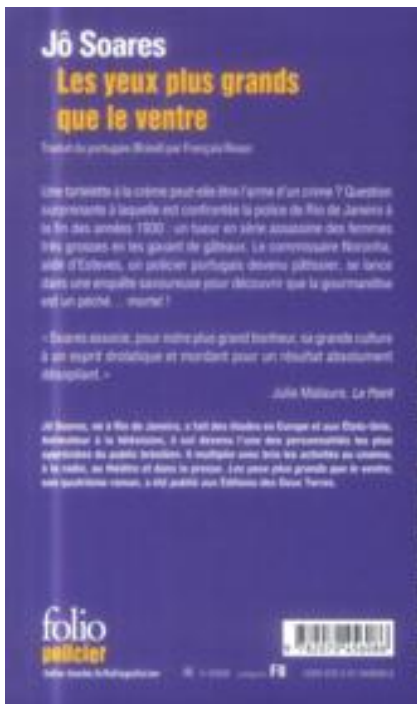 Jô Soares
Les yeux plus grands
que le ventre
Traduit du portugais (Brésil) par François Rosso
Une tartelette à la crème peut-elle être l'arme d'un crime ? Question
surprenante à laquelle est confrontée la police de Rio de Janeiro à
la fin des années 1930 : un tueur en série assassine des femmes
très grosses en les gavant de gâteaux. Le commissaire Noronha,
aidé d'Esteves, un policier portugais devenu pâtissier, se lance
dans une enquête savoureuse pour découvrir que la gourmandise
est un péché… mortel !
« Soares associe, pour notre plus grand bonheur, sa grande culture
à un esprit drolatique et mordant pour un résultat absolument
désopilant. »
Julie Malaure, Le Point
Jô Soares, né à Rio de Janeiro, a fait des études en Europe et aux États-Unis.
Animateur à la télévision, il est devenu l'une des personnalités les plus
appréciées du public brésilien. Il multiplie avec brio les activités au cinéma,
à la radio, au théâtre et dans la presse. Les yeux plus grands que le ventre,
son quatrième roman, a été publié aux Éditions des Deux Terres.
folio
policier
F8